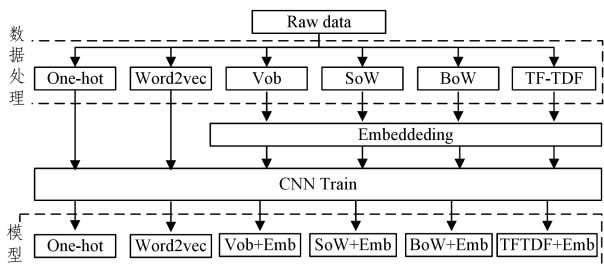 Raw data
数据处理
One-hot Word2vec Vob SoW BoW TF-TDF
Embeddeding
CNN Train
模型
One-hot Word2vec Vob+Emb SoW+Emb BoW+Emb TFTDF+Emb